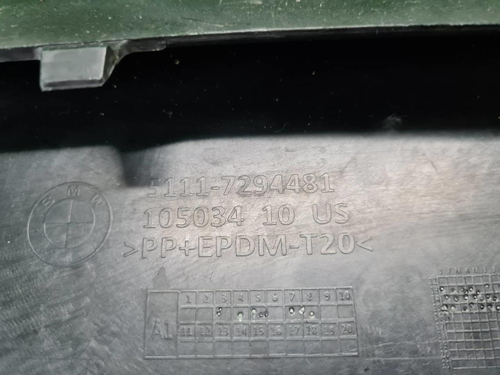 BMW
5111-7294481
105034 10 US
>PP+EPDM-T20<
A1
1 2 3 4 5 6 7 8 9 10
11 12 13 14 15 16 17 18 19 20